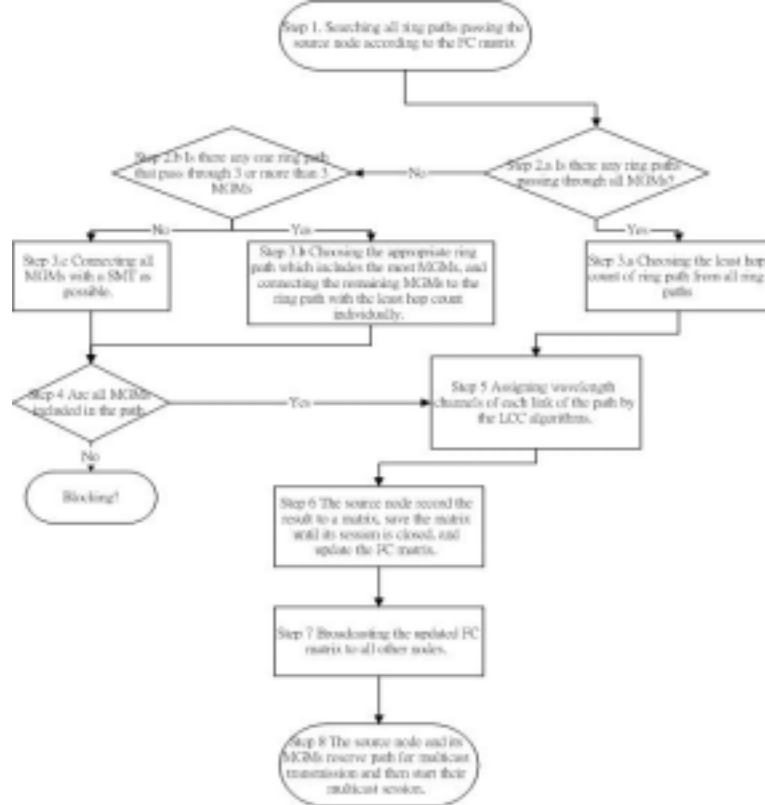 Step 1. Searching all ring paths passing the
source node according to the FC matrix
Step 2.b Is there any one ring path
that pass through 3 or more than 3
MGMs
No
Step 2.a Is there any ring paths
passing through all MGMs?
No
Yes
Yes
Step 3.c Connecting all
MGMs with a SMT as
possible.
Step 3.b Choosing the appropriate ring
path which includes the most MGMs, and
connecting the remaining MGMs to the
ring path with the least hop count
individually.
Step 3.a Choosing the least hop
count of ring path from all ring
paths
Step 4 Are all MGMs
included in the path
Yes
Step 5 Assigning wavelength
channels of each link of the path by
the LCC algorithms.
No
Blocking!
Step 6 The source node record the
result to a matrix, save the matrix
until its session is closed, and
update the FC matrix.
Step 7 Broadcasting the updated FC
matrix to all other nodes.
Step 8 The source node and its
MGMs reserve path for multicast
transmission and then start their
multicast session.